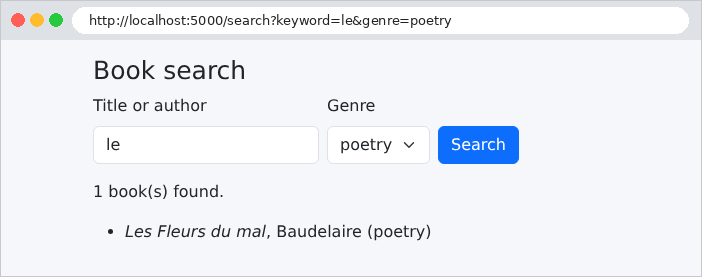 http://localhost:5000/search?keyword=le&genre=poetry
Book search
Title or author Genre
le poetry Search
1 book(s) found.
• Les Fleurs du mal, Baudelaire (poetry)